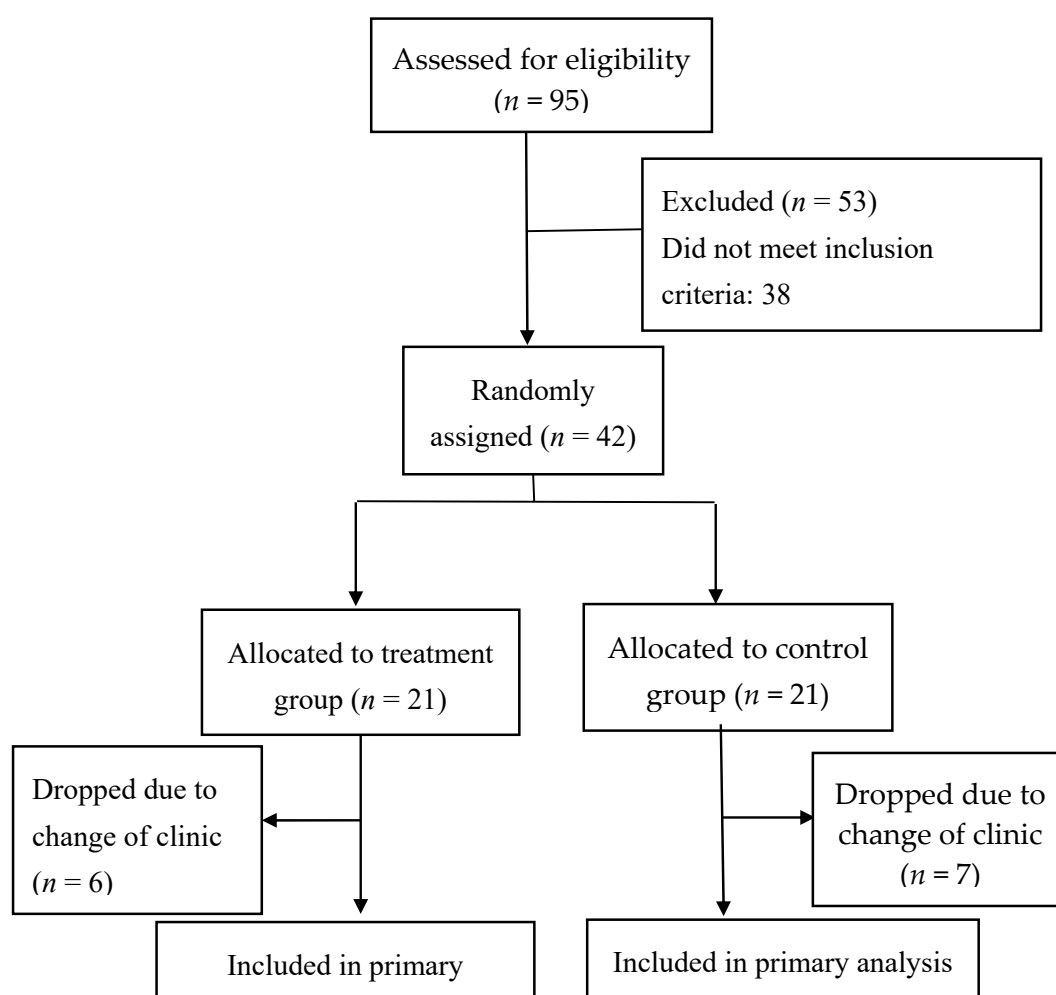 Assessed for eligibility
(n = 95)
Excluded (n = 53)
Did not meet inclusion
criteria: 38
Randomly
assigned (n = 42)
Allocated to treatment
group (n = 21)
Allocated to control
group (n = 21)
Dropped due to
change of clinic
(n = 6)
Dropped due to
change of clinic
(n = 7)
Included in primary
Included in primary analysis